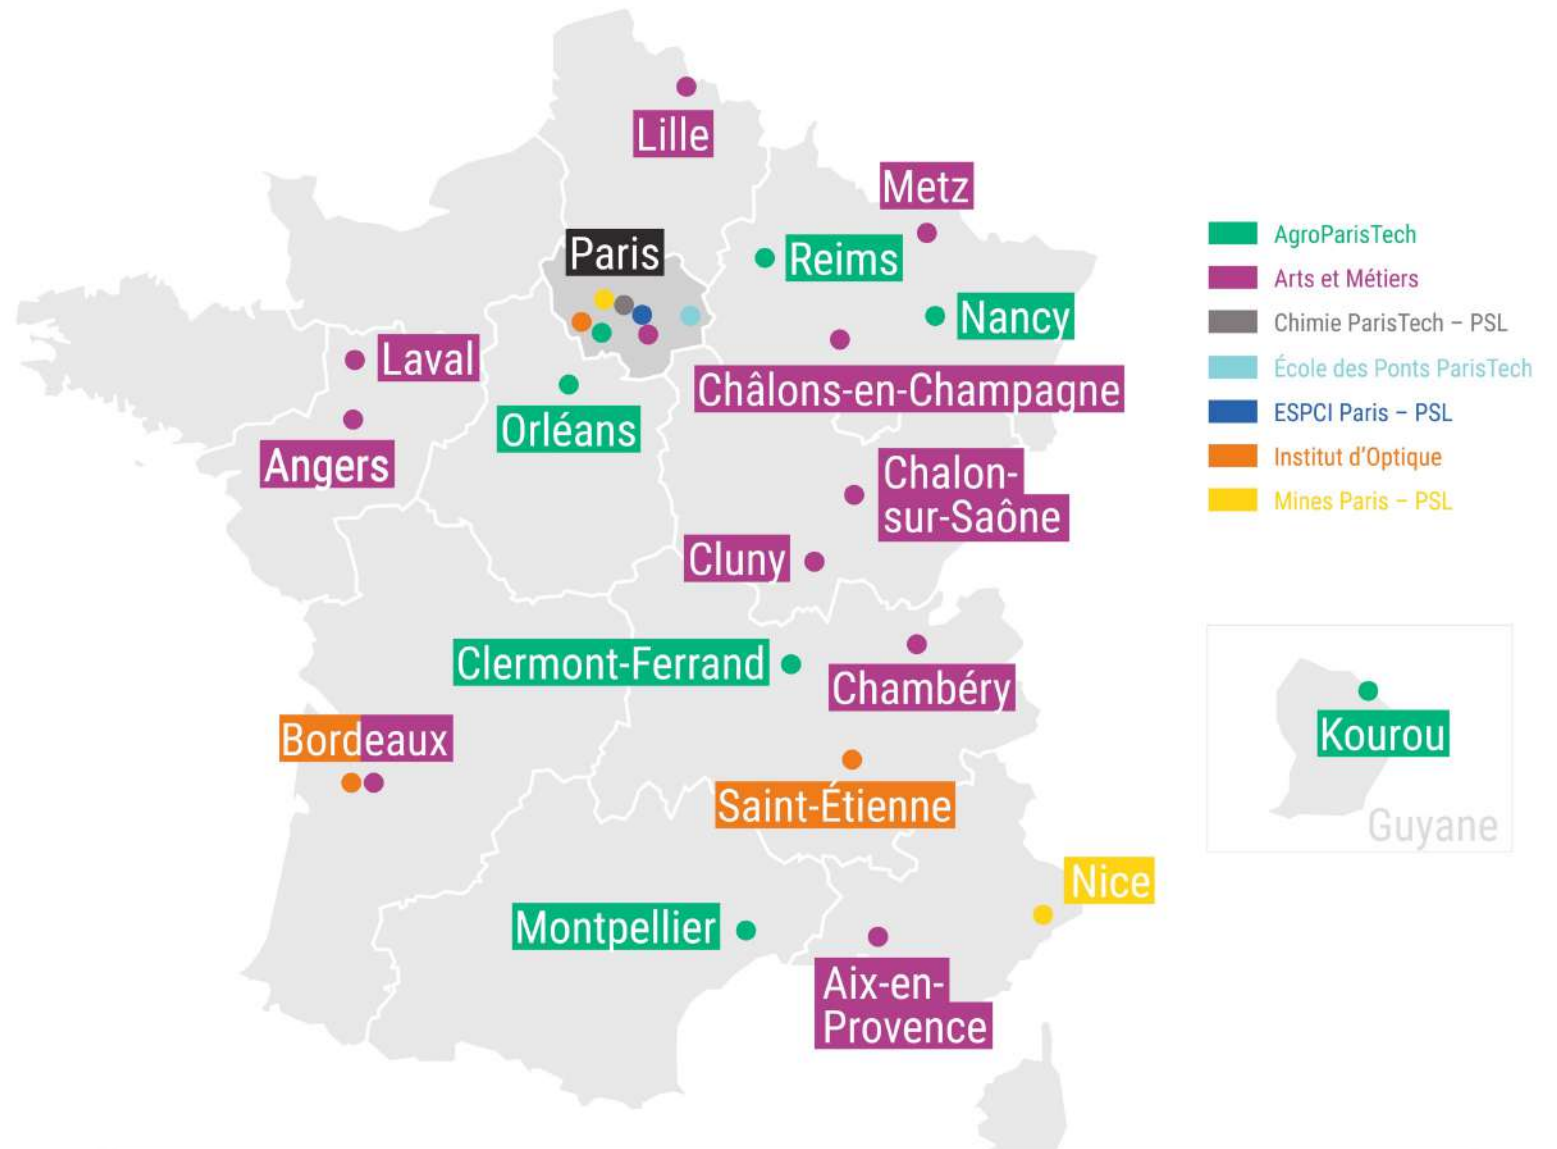 Lille
Metz
Paris
Reims
Nancy
Laval
Châlons-en-Champagne
Orléans
Angers
Chalon-
sur-Saône
Cluny
Clermont-Ferrand
Chambéry
Bordeaux
Saint-Étienne
Nice
Montpellier
Aix-en-
Provence
AgroParisTech
Arts et Métiers
Chimie ParisTech – PSL
École des Ponts ParisTech
ESPCI Paris – PSL
Institut d'Optique
Mines Paris – PSL
Kourou
Guyane